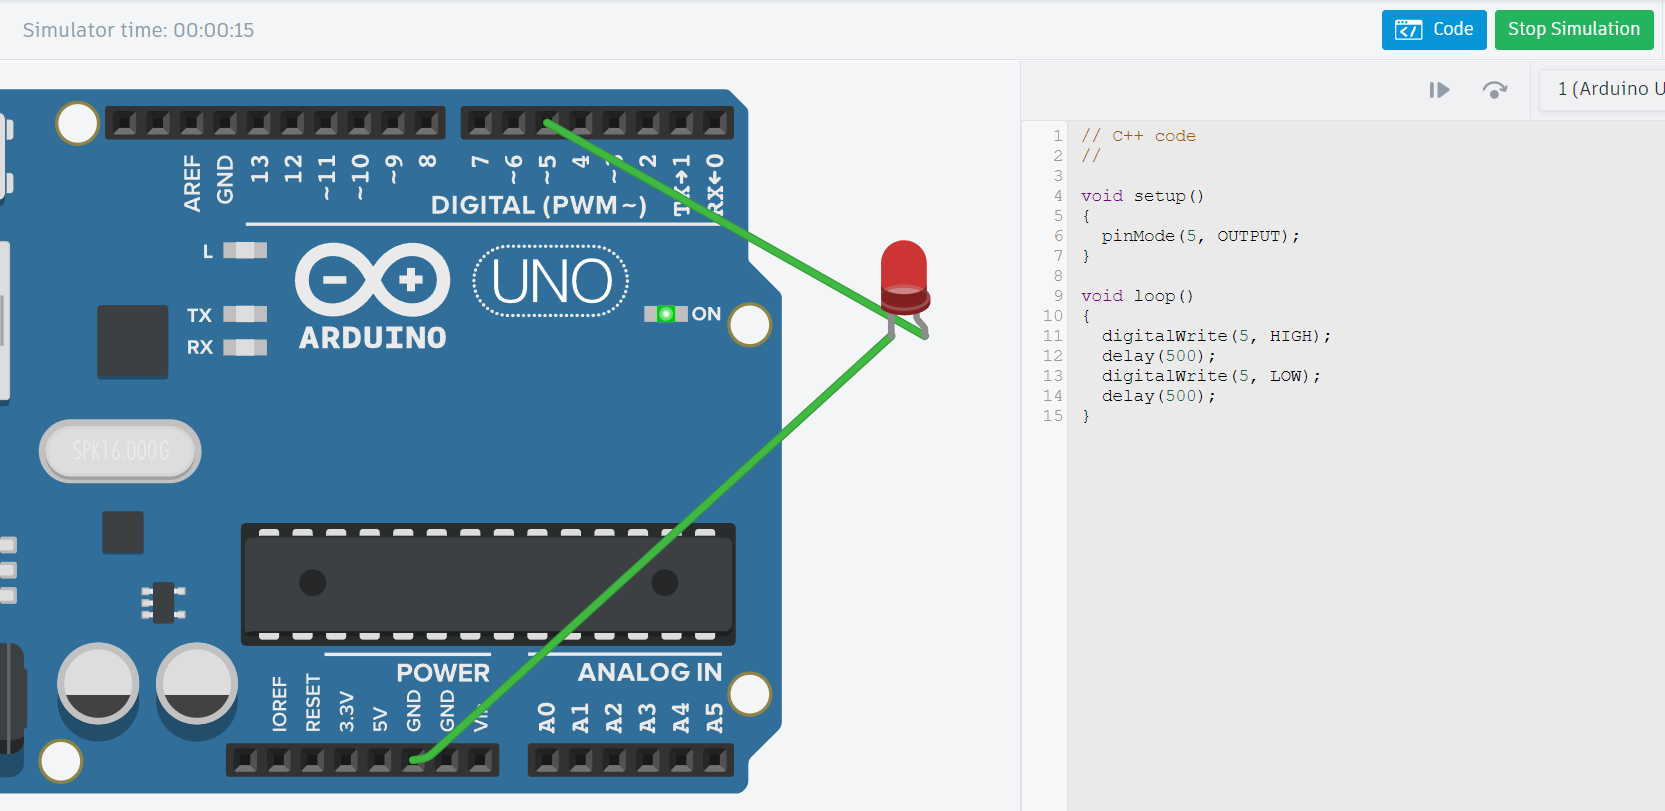 Simulator time: 00:00:15
Code
Stop Simulation
1 (Arduino U
AREF
GND
13
12
~11
~10
~9
8
7
~6
~5
4
2
TX→1
RX←0
DIGITAL (PWM~)
L
TX
RX
UNO
ARDUINO
ON
SPK16.000G
POWER
ANALOG IN
IOREF
RESET
3.3V
5V
GND
GND
A0
A1
A2
A3
A4
A5
1 // C++ code
2 //
3
4 void setup()
5 {
6 pinMode(5, OUTPUT);
7 }
8
9 void loop()
10 {
11 digitalWrite(5, HIGH);
12 delay(500);
13 digitalWrite(5, LOW);
14 delay(500);
15 }